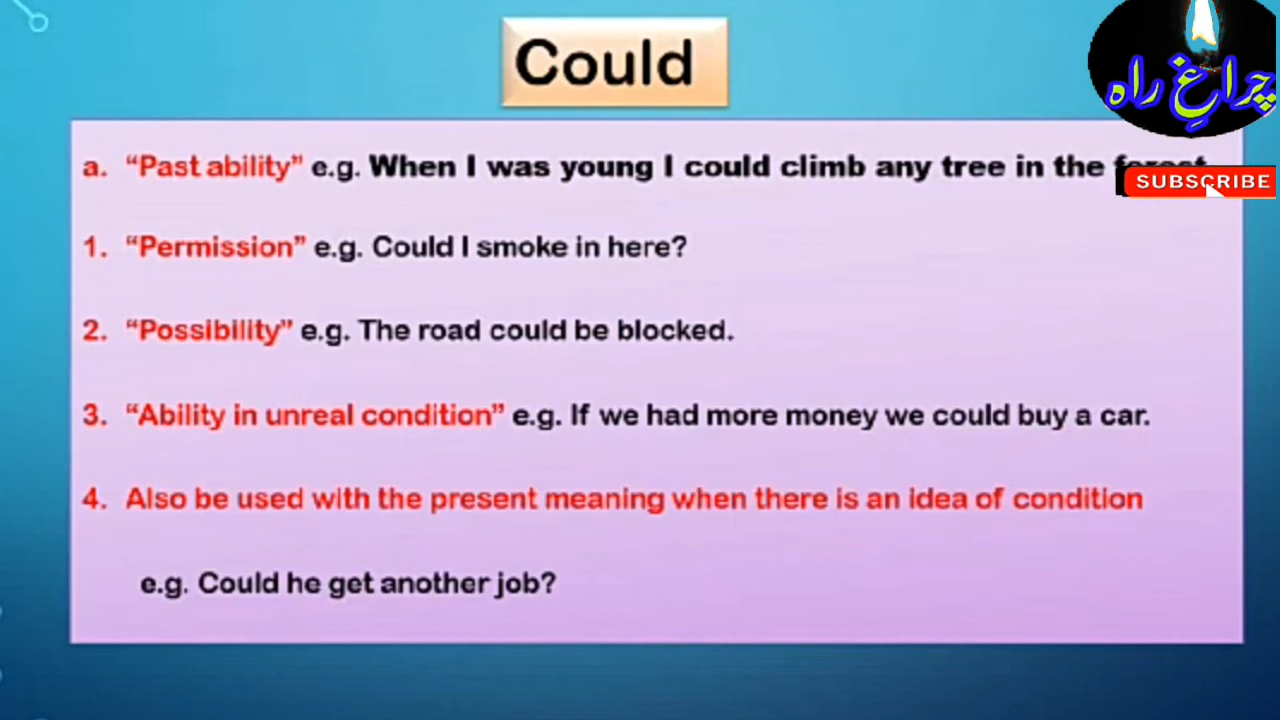 Could
چراغِ راہ
a. “Past ability” e.g. When I was young I could climb any tree in the forest
SUBSCRIBE
1. “Permission” e.g. Could I smoke in here?
2. “Possibility” e.g. The road could be blocked.
3. “Ability in unreal condition” e.g. If we had more money we could buy a car.
4. Also be used with the present meaning when there is an idea of condition
e.g. Could he get another job?